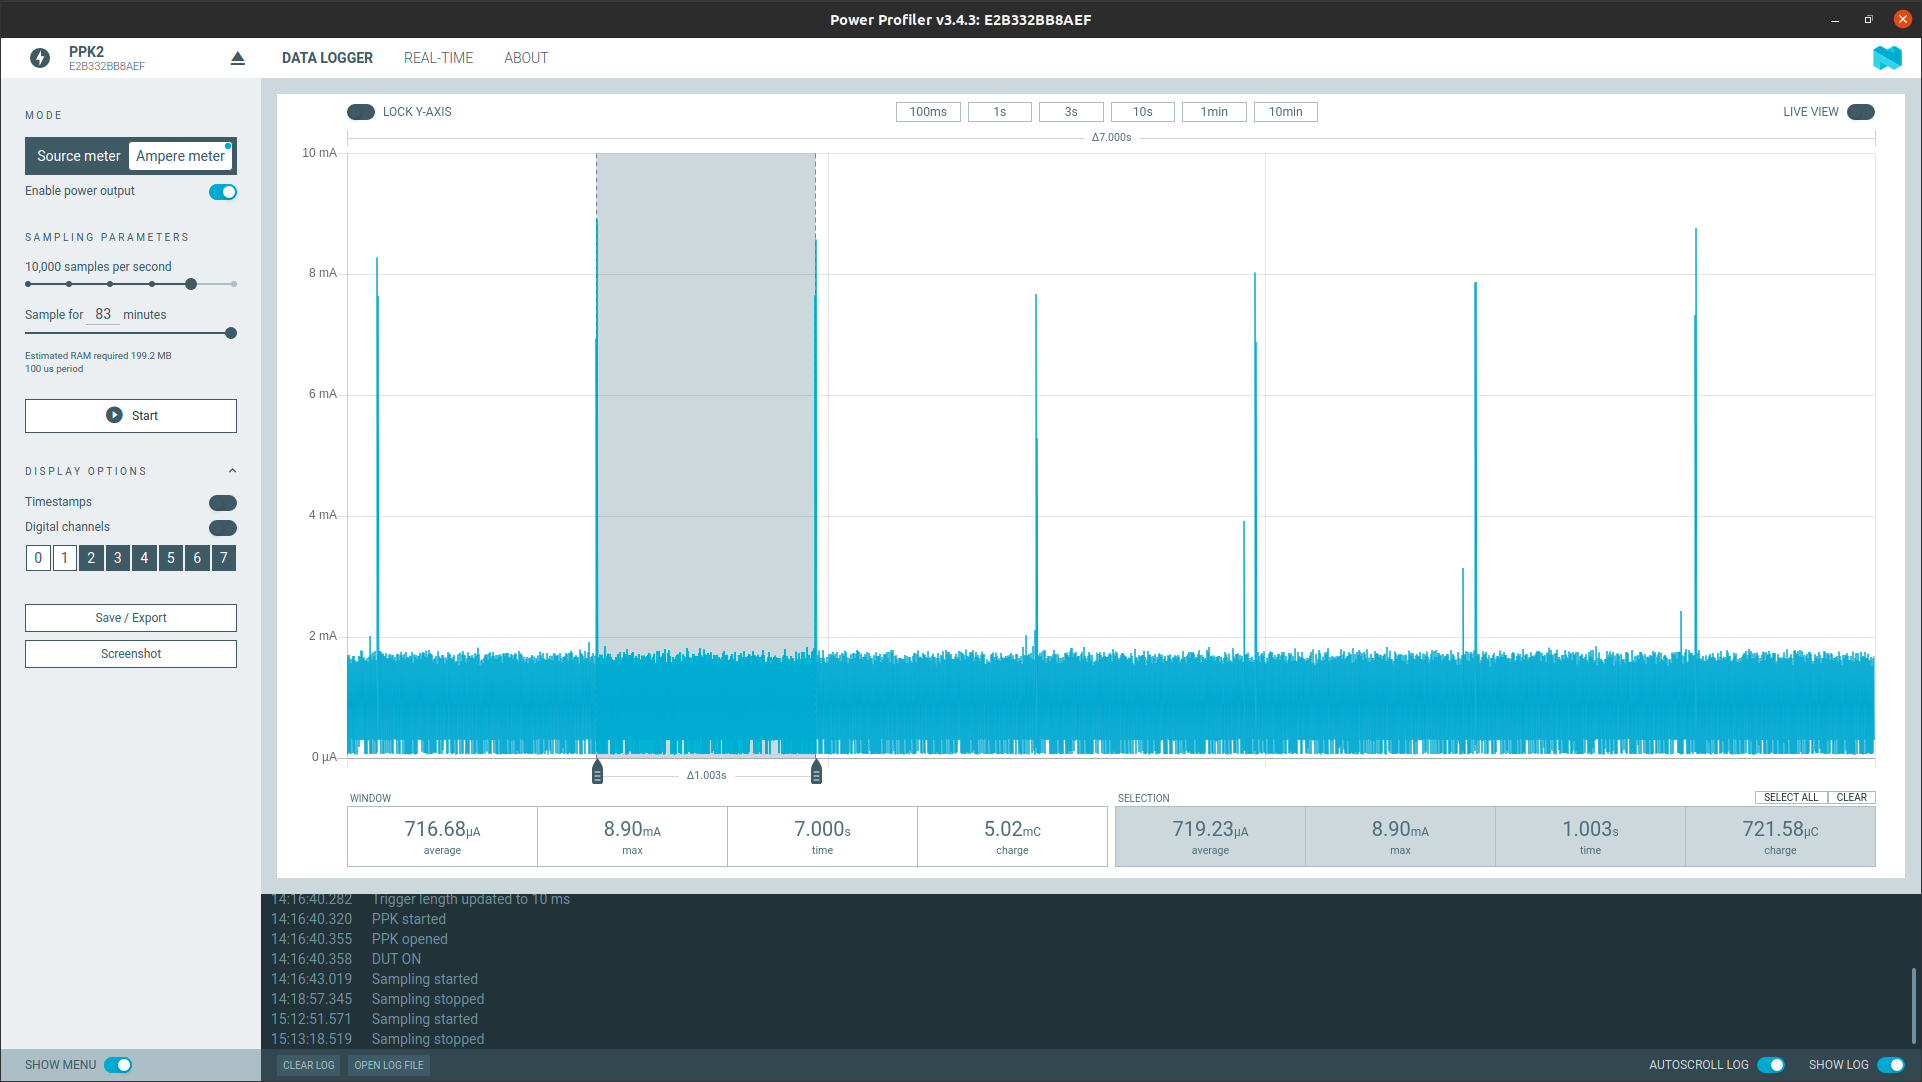 Power Profiler v3.4.3: E2B332BB8AEF
PPK2
E2B332BB8AEF
DATA LOGGER
REAL-TIME
ABOUT
MODE
Source meter
Ampere meter
Enable power output
SAMPLING PARAMETERS
10,000 samples per second
Sample for 83 minutes
Estimated RAM required 199.2 MB
100 us period
Start
DISPLAY OPTIONS
Timestamps
Digital channels
0 1 2 3 4 5 6 7
Save / Export
Screenshot
LOCK Y-AXIS
100ms
1s
3s
10s
1min
10min
LIVE VIEW
Δ7.000s
10 mA
8 mA
6 mA
4 mA
2 mA
0 µA
Δ1.003s
WINDOW
716.68µA
average
8.90mA
max
7.000s
time
5.02mC
charge
SELECTION
SELECT ALL
CLEAR
719.23µA
average
8.90mA
max
1.003s
time
721.58µC
charge
14:16:40.282 Trigger length updated to 10 ms
14:16:40.320 PPK started
14:16:40.355 PPK opened
14:16:40.358 DUT ON
14:16:43.019 Sampling started
14:18:57.345 Sampling stopped
15:12:51.571 Sampling started
15:13:18.519 Sampling stopped
SHOW MENU
CLEAR LOG
OPEN LOG FILE
AUTOSCROLL LOG
SHOW LOG